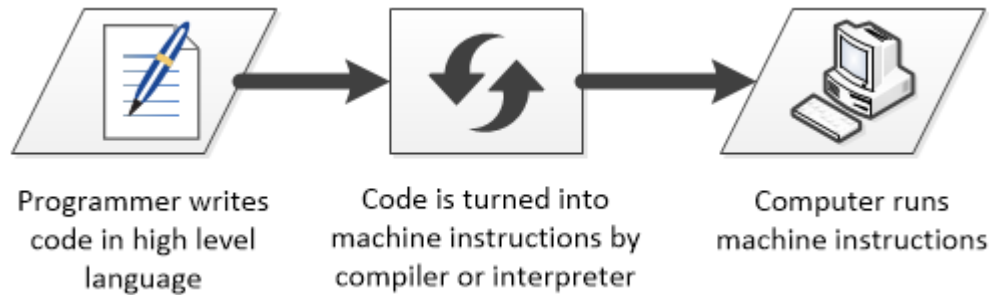 Programmer writes
code in high level
language
Code is turned into
machine instructions by
compiler or interpreter
Computer runs
machine instructions